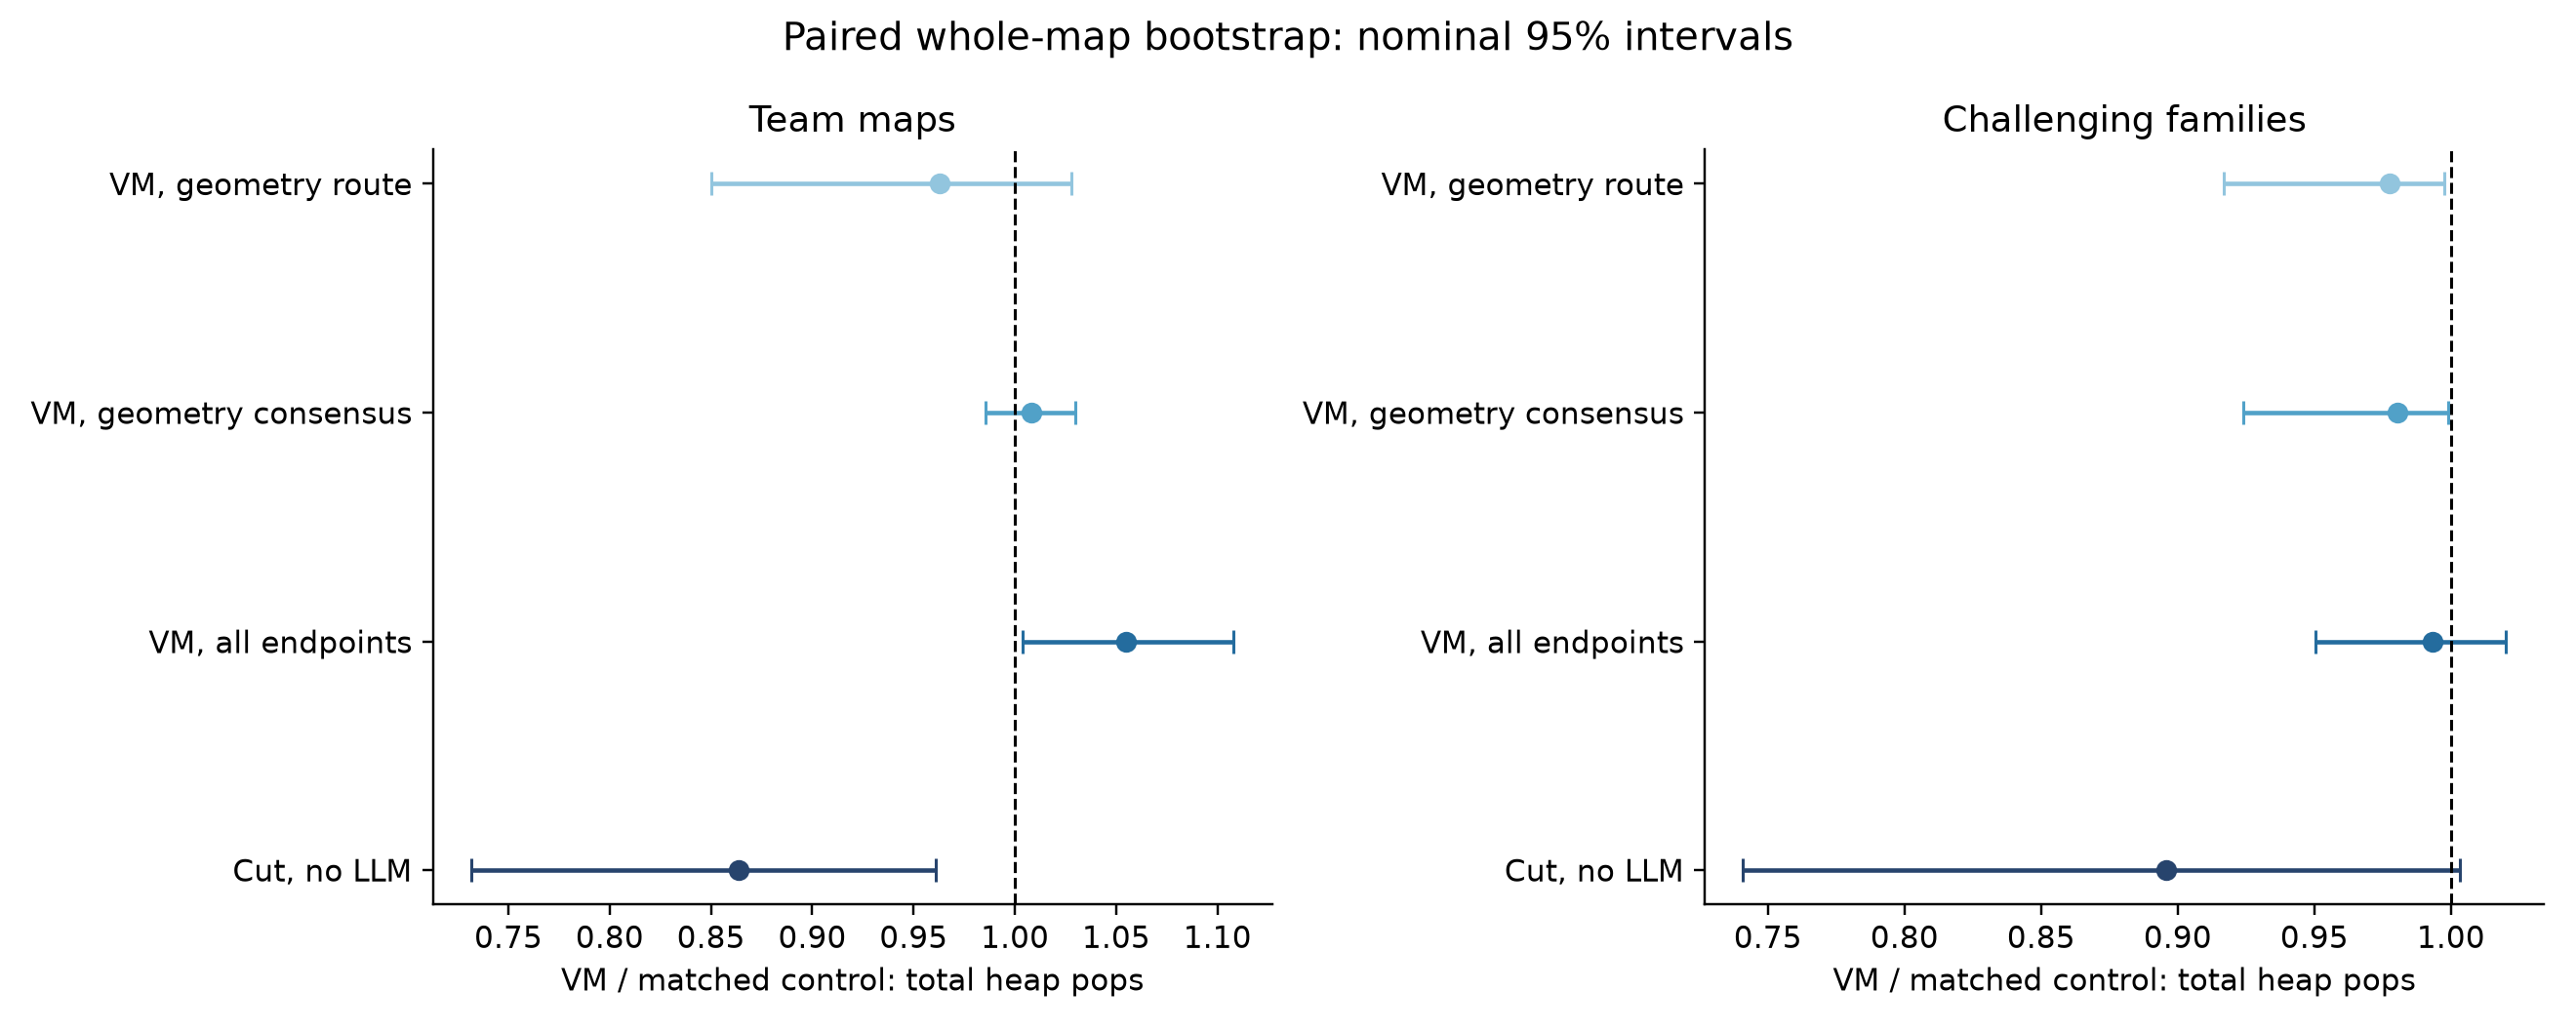 Paired whole-map bootstrap: nominal 95% intervals
Team maps
VM, geometry route
VM, geometry consensus
VM, all endpoints
Cut, no LLM
0.75 0.80 0.85 0.90 0.95 1.00 1.05 1.10
VM / matched control: total heap pops
Challenging families
VM, geometry route
VM, geometry consensus
VM, all endpoints
Cut, no LLM
0.75 0.80 0.85 0.90 0.95 1.00
VM / matched control: total heap pops